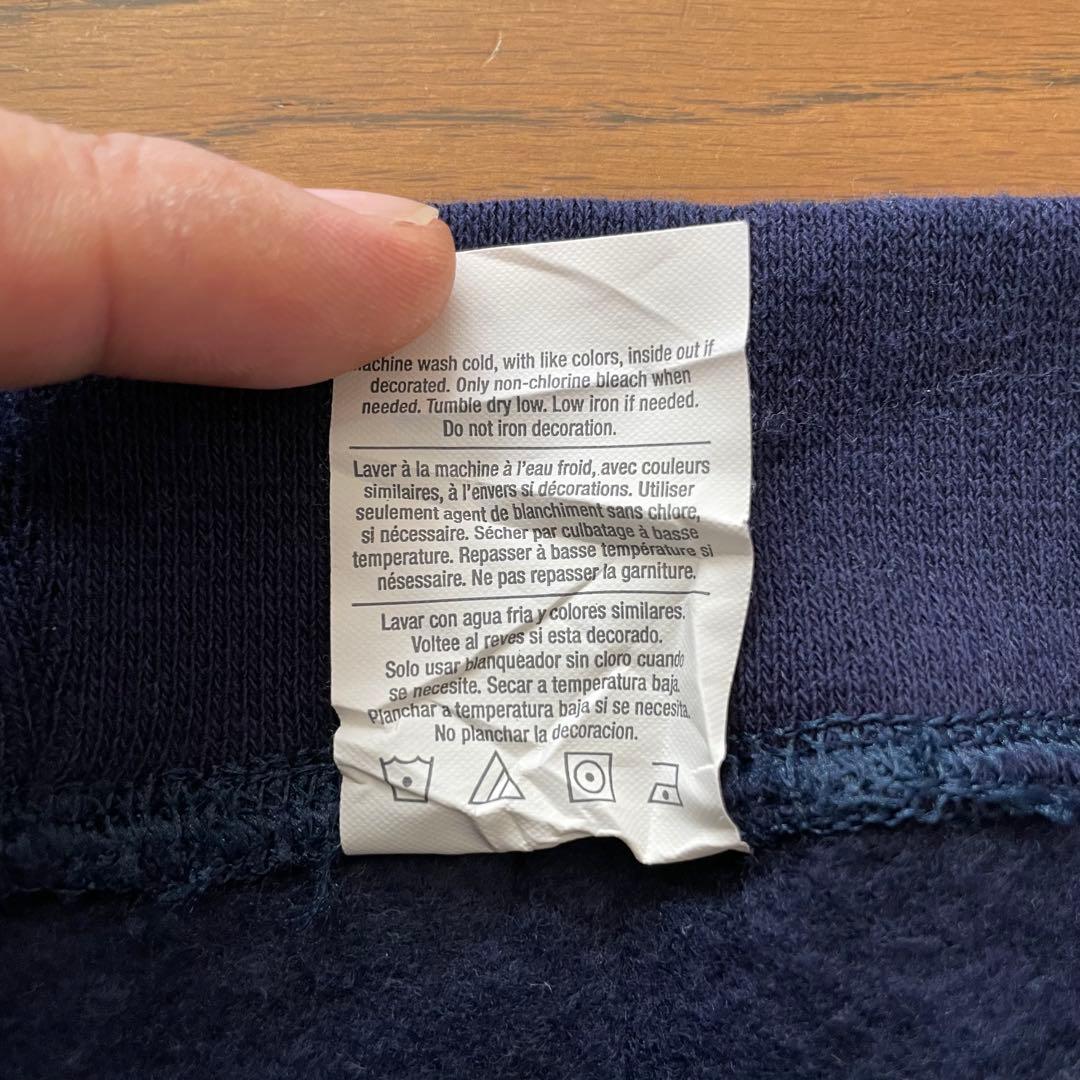 achine wash cold, with like colors, inside out if
decorated. Only non-chlorine bleach when
needed. Tumble dry low. Low iron if needed.
Do not iron decoration.
Laver à la machine à l'eau froid, avec couleurs
similaires, à l'envers si décorations. Utiliser
seulement agent de blanchiment sans chlore,
si nécessaire. Sécher par culbatage à basse
temperature. Repasser à basse température si
nésessaire. Ne pas repasser la garniture.
Lavar con agua fria y colores similares.
Voltee al reves si esta decorado.
Solo usar blanqueador sin cloro cuando
se necesite. Secar a temperatura baja.
Planchar a temperatura baja si se necesita.
No planchar la decoracion.